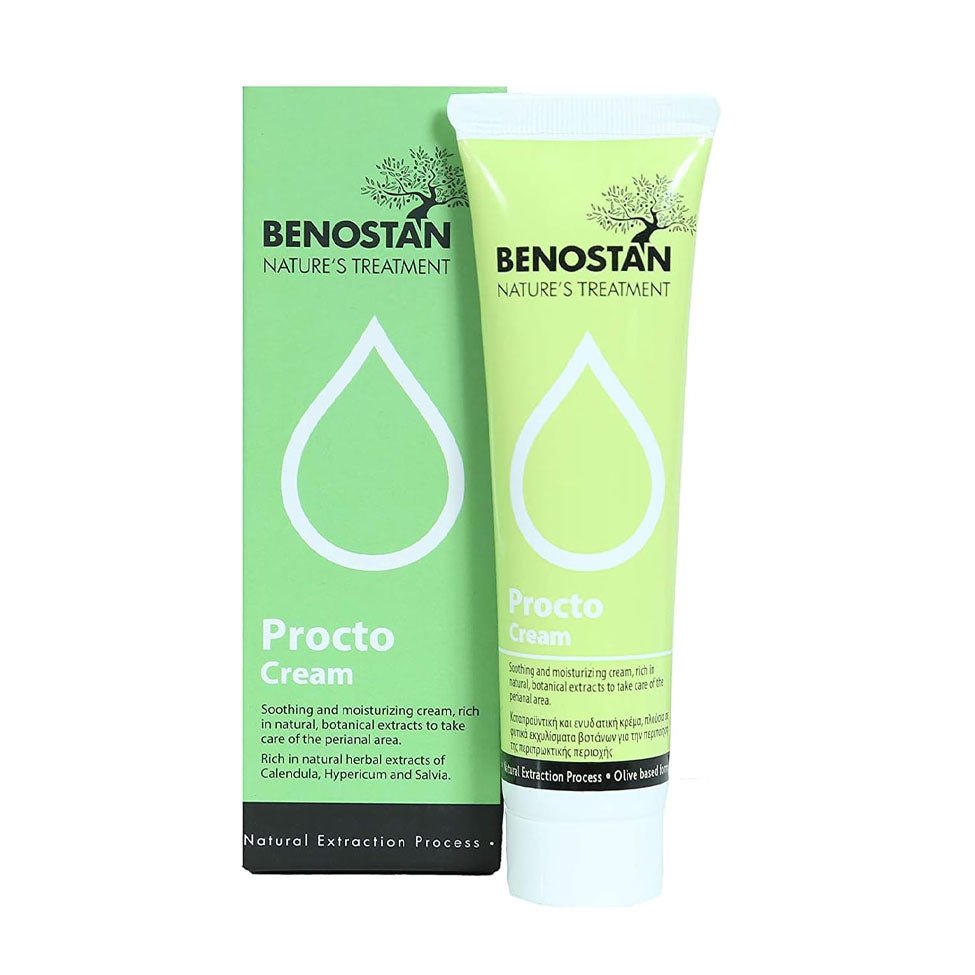 BENOSTAN
NATURE'S TREATMENT
Procto
Cream
Soothing and moisturizing cream, rich
in natural, botanical extracts to take
care of the perianal area.
Rich in natural herbal extracts of
Calendula, Hypericum and Salvia.
Natural Extraction Process •
BENOSTAN
NATURE'S TREATMENT
Procto
Cream
Soothing and moisturizing cream, rich in
natural, botanical extracts to take care of the
perianal area.
Καταπραϋντική και ενυδατική κρέμα, πλούσια σε
φυτικά εκχυλίσματα βοτάνων για την περιποίηση
της περιπρωκτικής περιοχής
Natural Extraction Process • Olive based